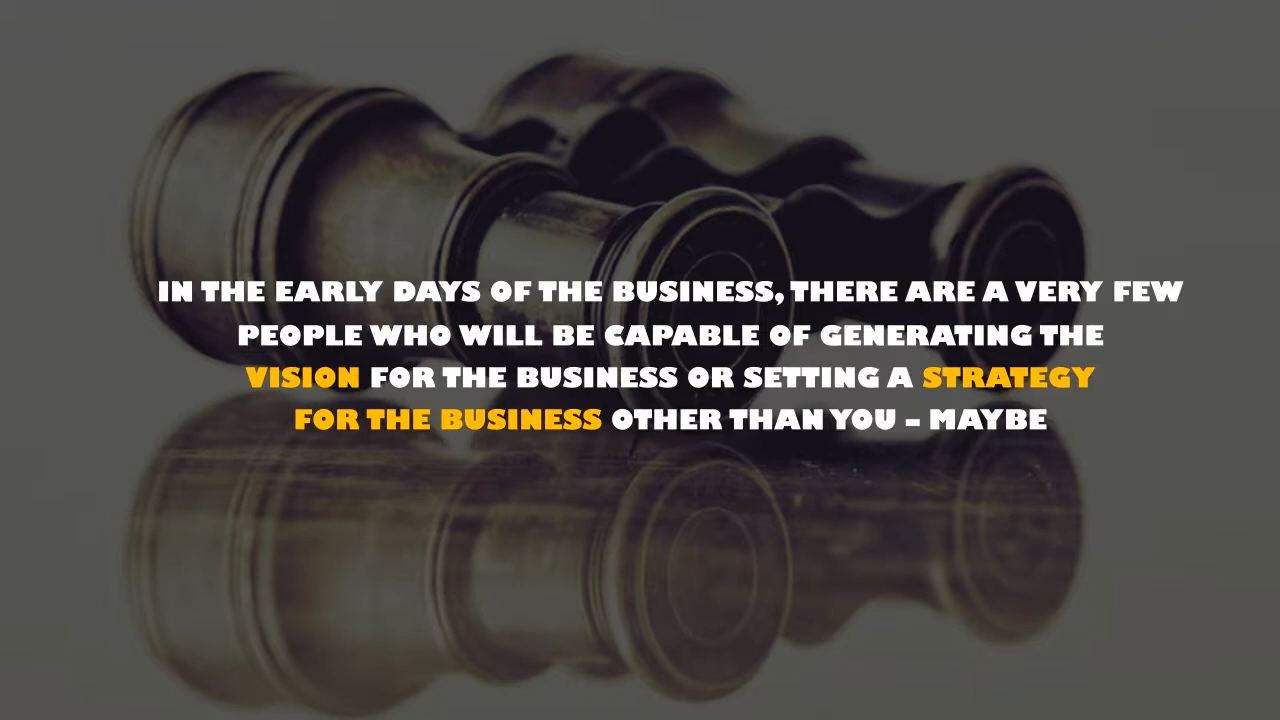 IN THE EARLY DAYS OF THE BUSINESS, THERE ARE A VERY FEW
PEOPLE WHO WILL BE CAPABLE OF GENERATING THE
VISION FOR THE BUSINESS OR SETTING A STRATEGY
FOR THE BUSINESS OTHER THAN YOU – MAYBE